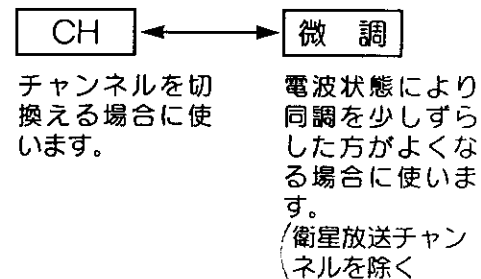 CH
微 調
チャンネルを切
換える場合に使
います。
電波状態により
同調を少しずら
した方がよくな
る場合に使いま
す。
(衛星放送チャン
ネルを除く